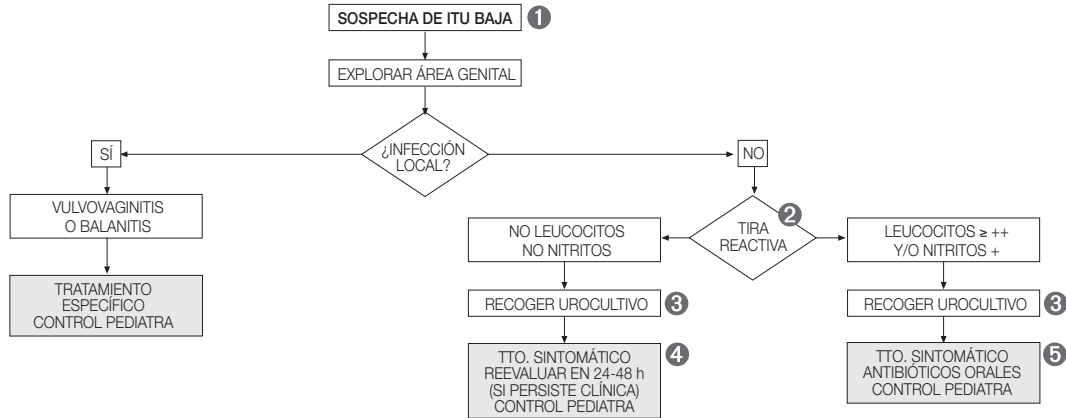 SOSPECHA DE ITU BAJA 1
EXPLORAR ÁREA GENITAL
¿INFECCIÓN
LOCAL?
SÍ
NO
VULVOVAGINITIS
O BALANITIS
TRATAMIENTO
ESPECÍFICO
CONTROL PEDIATRA
TIRA
REACTIVA
2
NO LEUCOCITOS
NO NITRITOS
RECOGER UROCULTIVO 3
TTO. SINTOMÁTICO
REEVALUAR EN 24-48 h
(SI PERSISTE CLÍNICA)
CONTROL PEDIATRA
4
LEUCOCITOS ≥ ++
Y/O NITRITOS +
RECOGER UROCULTIVO 3
TTO. SINTOMÁTICO
ANTIBIÓTICOS ORALES
CONTROL PEDIATRA
5